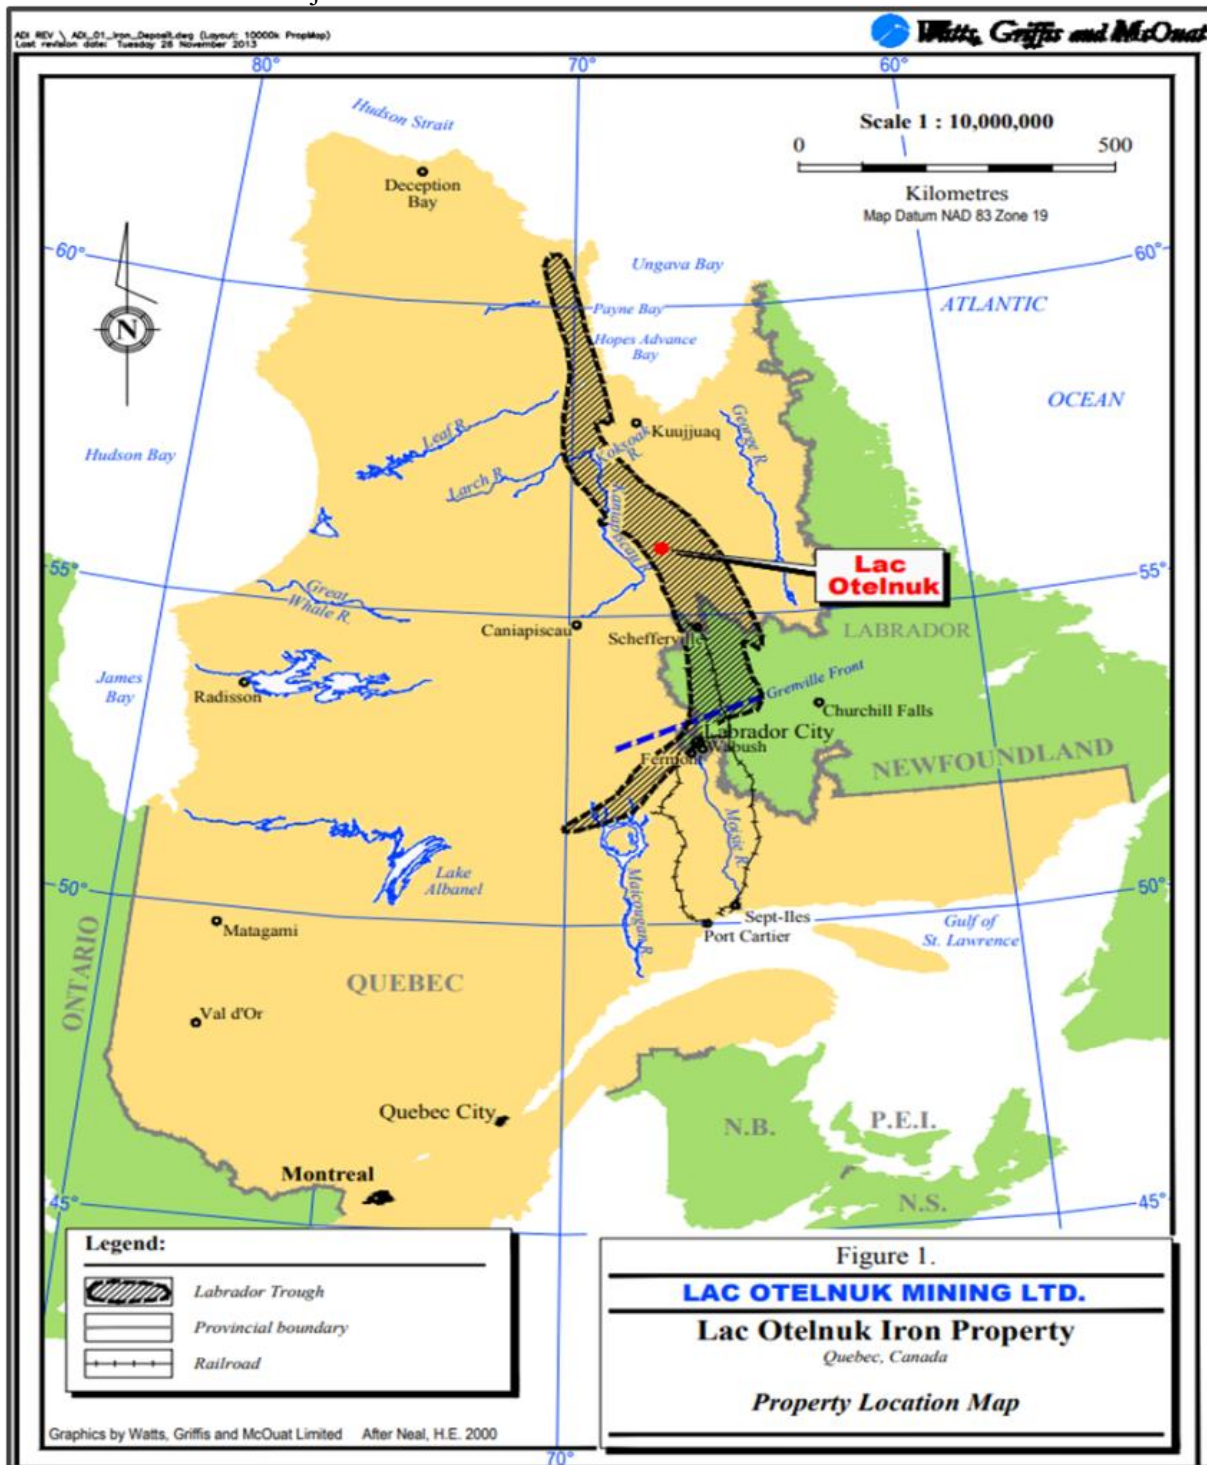 ADI REV \ ADI_01_Iron_Deposit.dwg (Layout: 10000k PropMap)
Last revision date: Tuesday 26 November 2013
Watts, Griffis and McOuat
80°
70°
60°
Hudson Strait
Scale 1 : 10,000,000
0
500
Kilometres
Map Datum NAD 83 Zone 19
Deception
Bay
60°
60°
Ungava Bay
ATLANTIC
Payne Bay
N
Hopes Advance
Bay
OCEAN
Kuujjuaq
George R.
Leaf R.
Koksoak
R.
Hudson Bay
Larch R.
Kaniapiscau R.
55°
55°
Lac
Otelnuk
Great
Whale R.
Caniapiscau
Schefferville
LABRADOR
James
Bay
Radisson
Grenville Front
Churchill Falls
Labrador City
Wabush
Fermont
NEWFOUNDLAND
Moisie R.
Lake
Albanel
Maicougan R.
50°
50°
Sept-Iles
Port Cartier
Gulf of
St. Lawrence
Matagami
ONTARIO
QUEBEC
Val d'Or
Quebec City
N.B.
P.E.I.
Montreal
N.S.
45°
45°
Legend:
Labrador Trough
Provincial boundary
Railroad
Figure 1.
LAC OTELNUK MINING LTD.
Lac Otelnuk Iron Property
Quebec, Canada
Property Location Map
Graphics by Watts, Griffis and McOuat Limited After Neal, H.E. 2000
70°